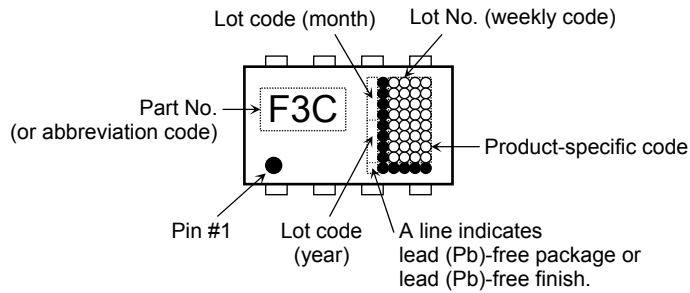 Lot code (month)
Lot No. (weekly code)
Part No.
(or abbreviation code)
F3C
Product-specific code
Pin #1
Lot code
(year)
A line indicates
lead (Pb)-free package or
lead (Pb)-free finish.